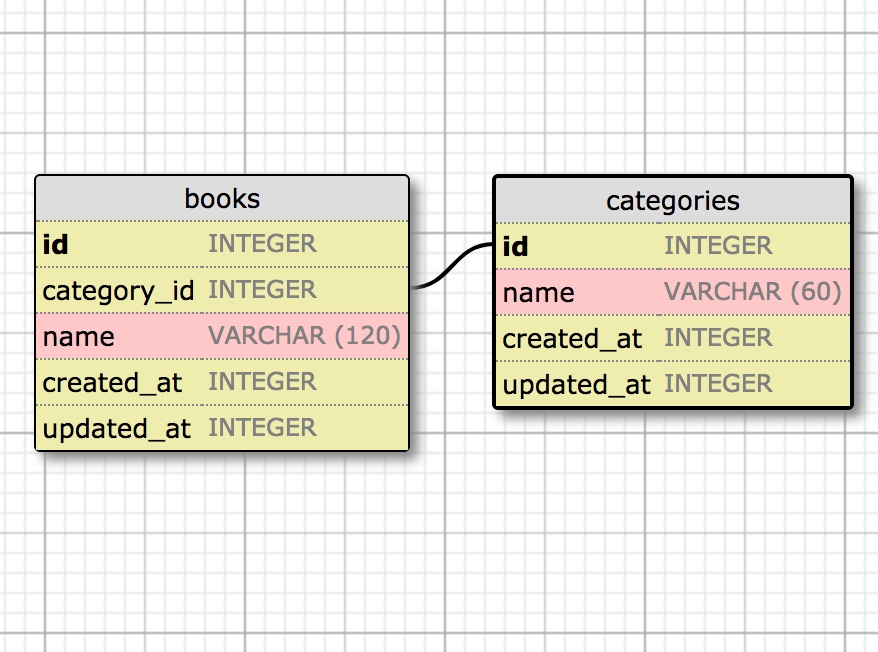 books
id INTEGER
category_id INTEGER
name VARCHAR (120)
created_at INTEGER
updated_at INTEGER
categories
id INTEGER
name VARCHAR (60)
created_at INTEGER
updated_at INTEGER